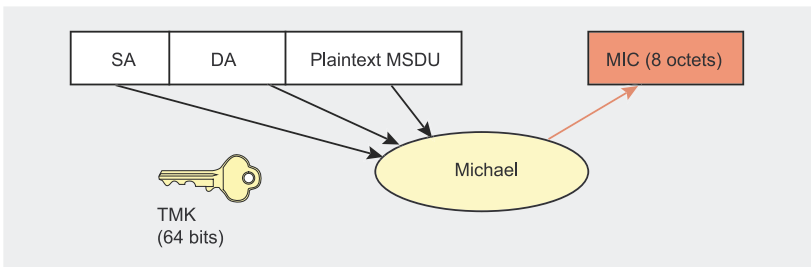 SA
DA
Plaintext MSDU
MIC (8 octets)
Michael
TMK
(64 bits)